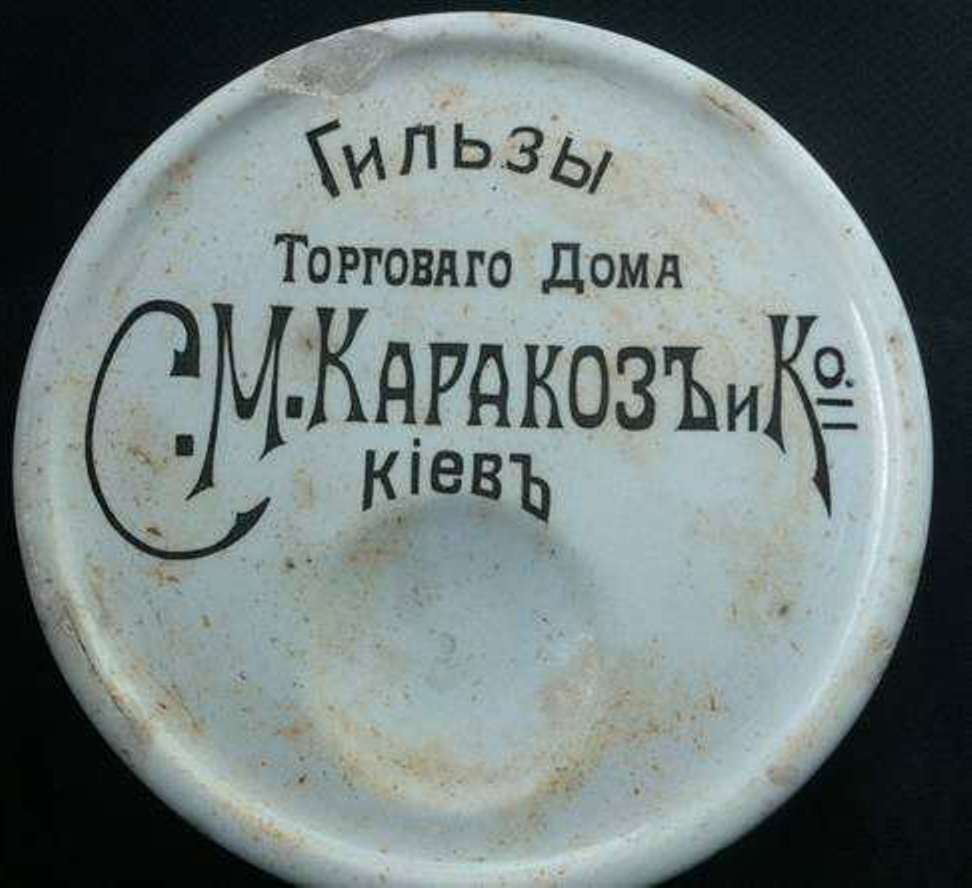 Гильзы
Торговаго Дома
С.М.Каракозъ и Ко.
Кіевъ